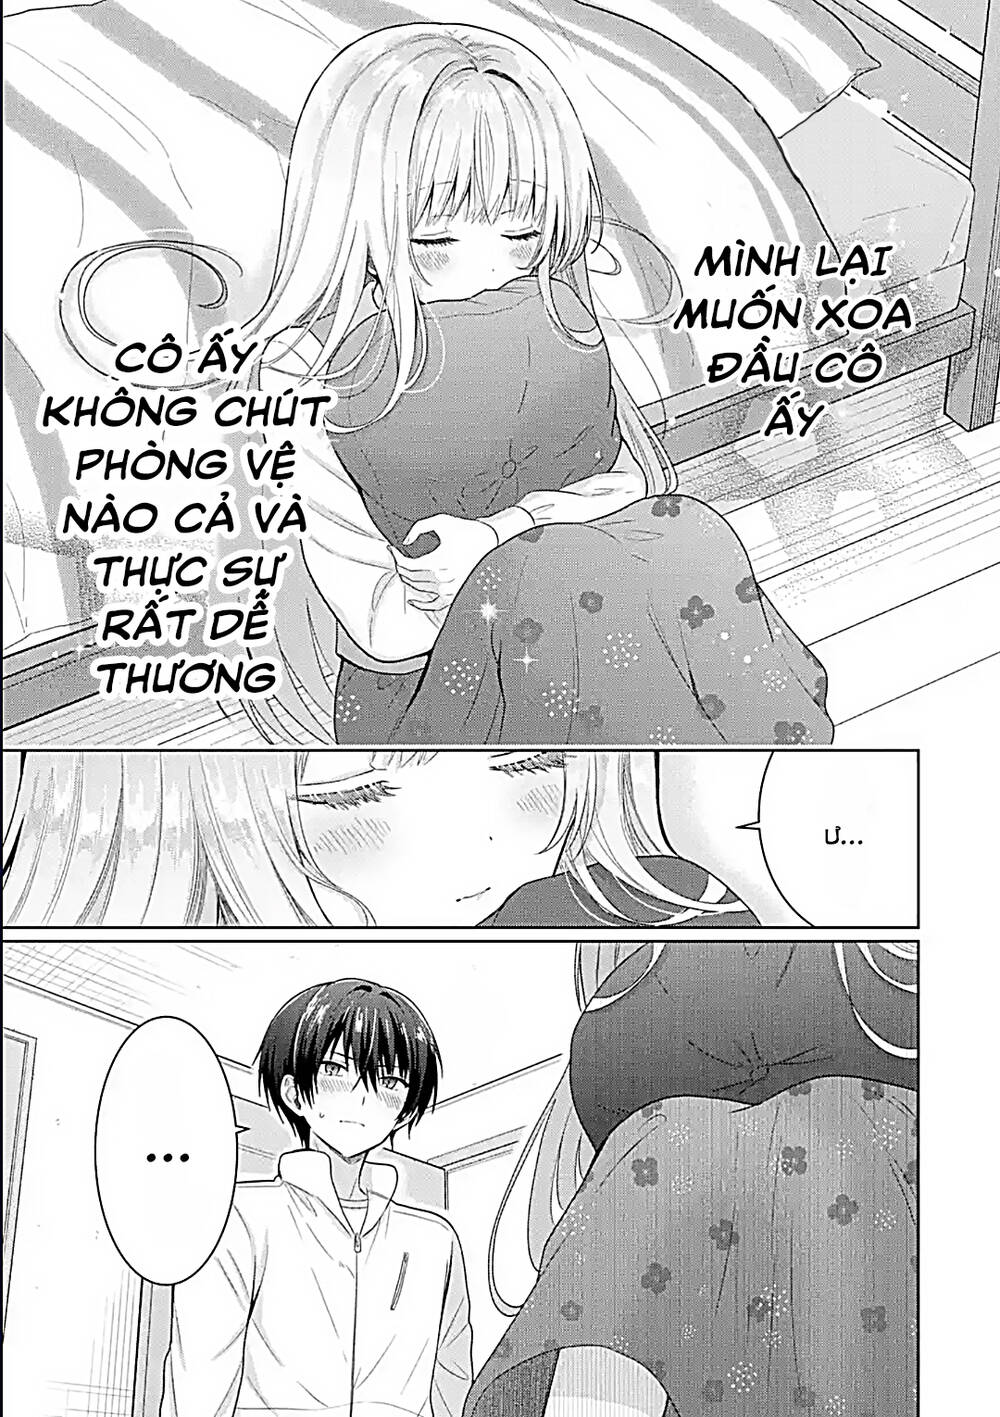 MÌNH LẠI
MUỐN XOA
ĐẦU CÔ
ẤY
CÔ ẤY
KHÔNG CHÚT
PHÒNG VỆ
NÀO CẢ VÀ
THỰC SỰ
RẤT DỄ
THƯƠNG
Ư...
...